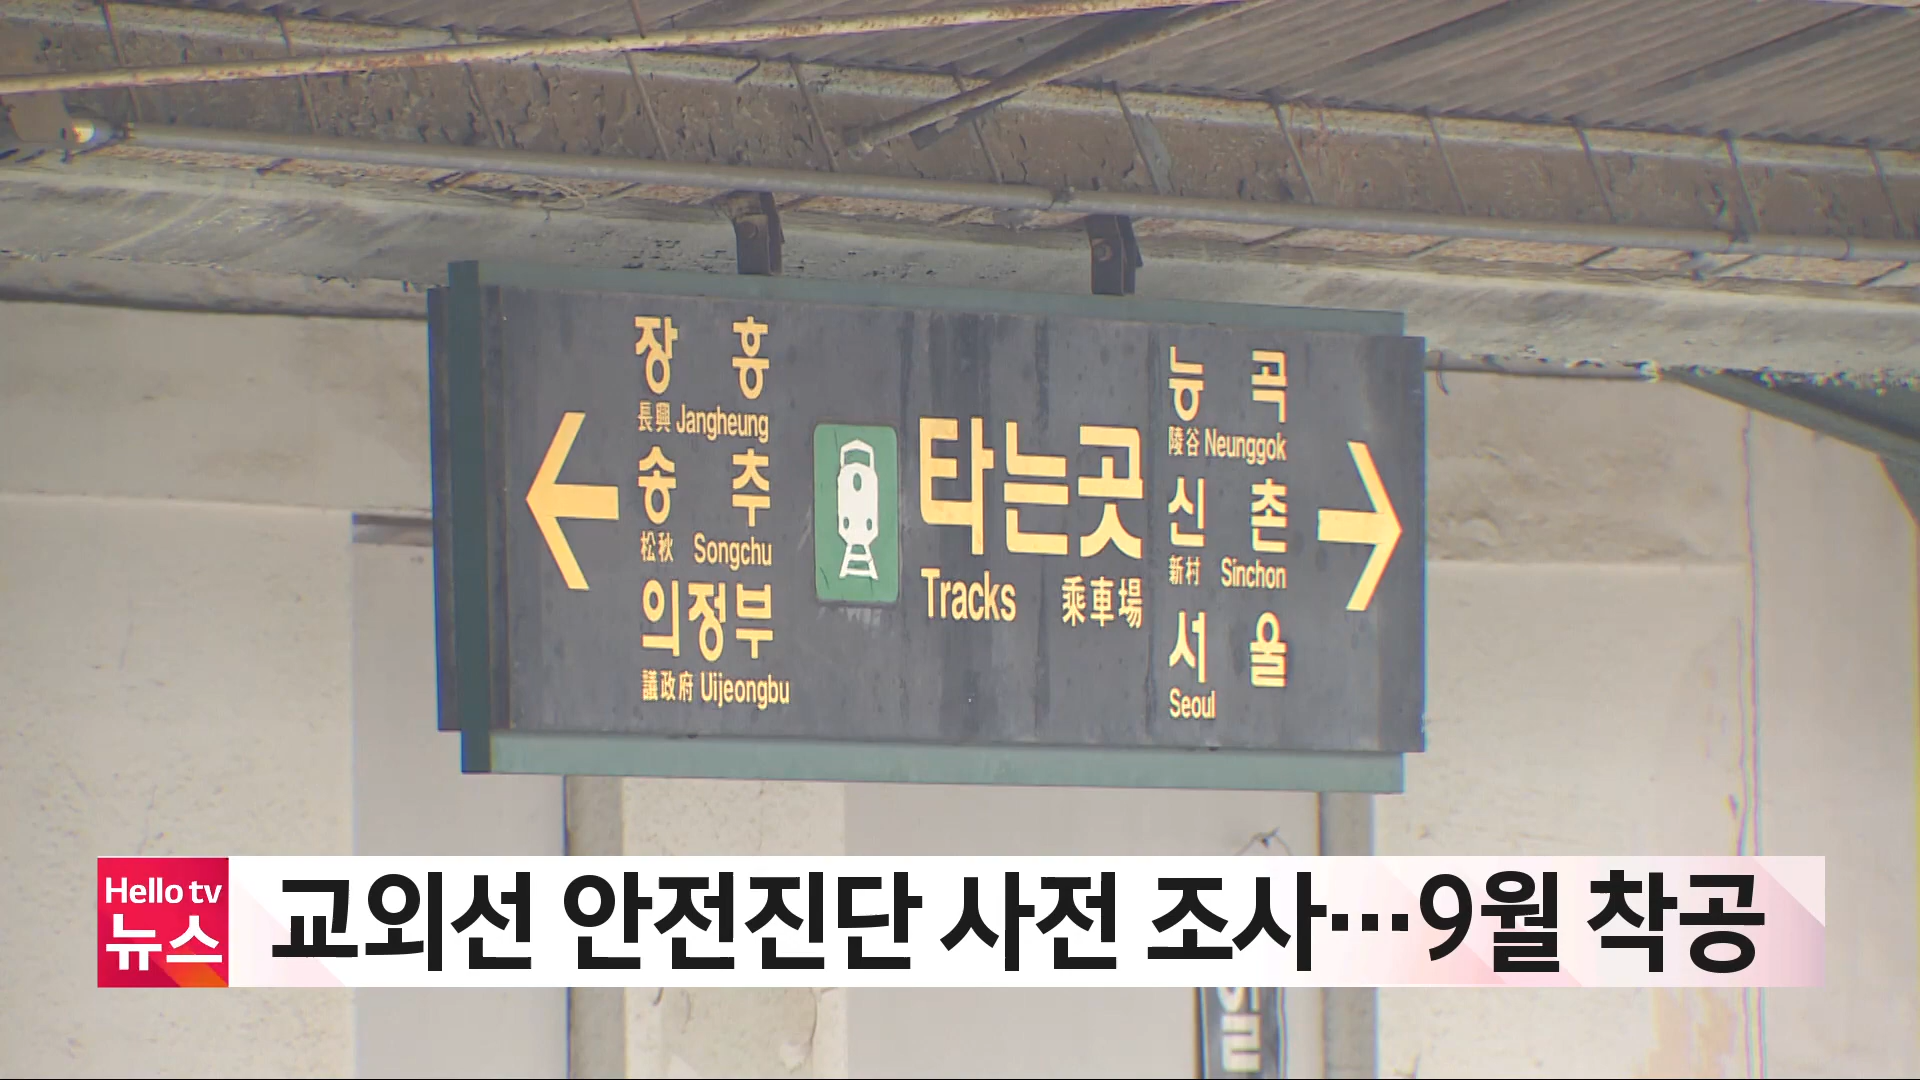 장 흥
長興 Jangheung
송 추
松秋 Songchu
의정부
議政府 Uijeongbu
타는곳
Tracks 乘車場
능 곡
陵谷 Neunggok
신 촌
新村 Sinchon
서 울
Seoul
Hello tv
뉴스
교외선 안전진단 사전 조사…9월 착공
일